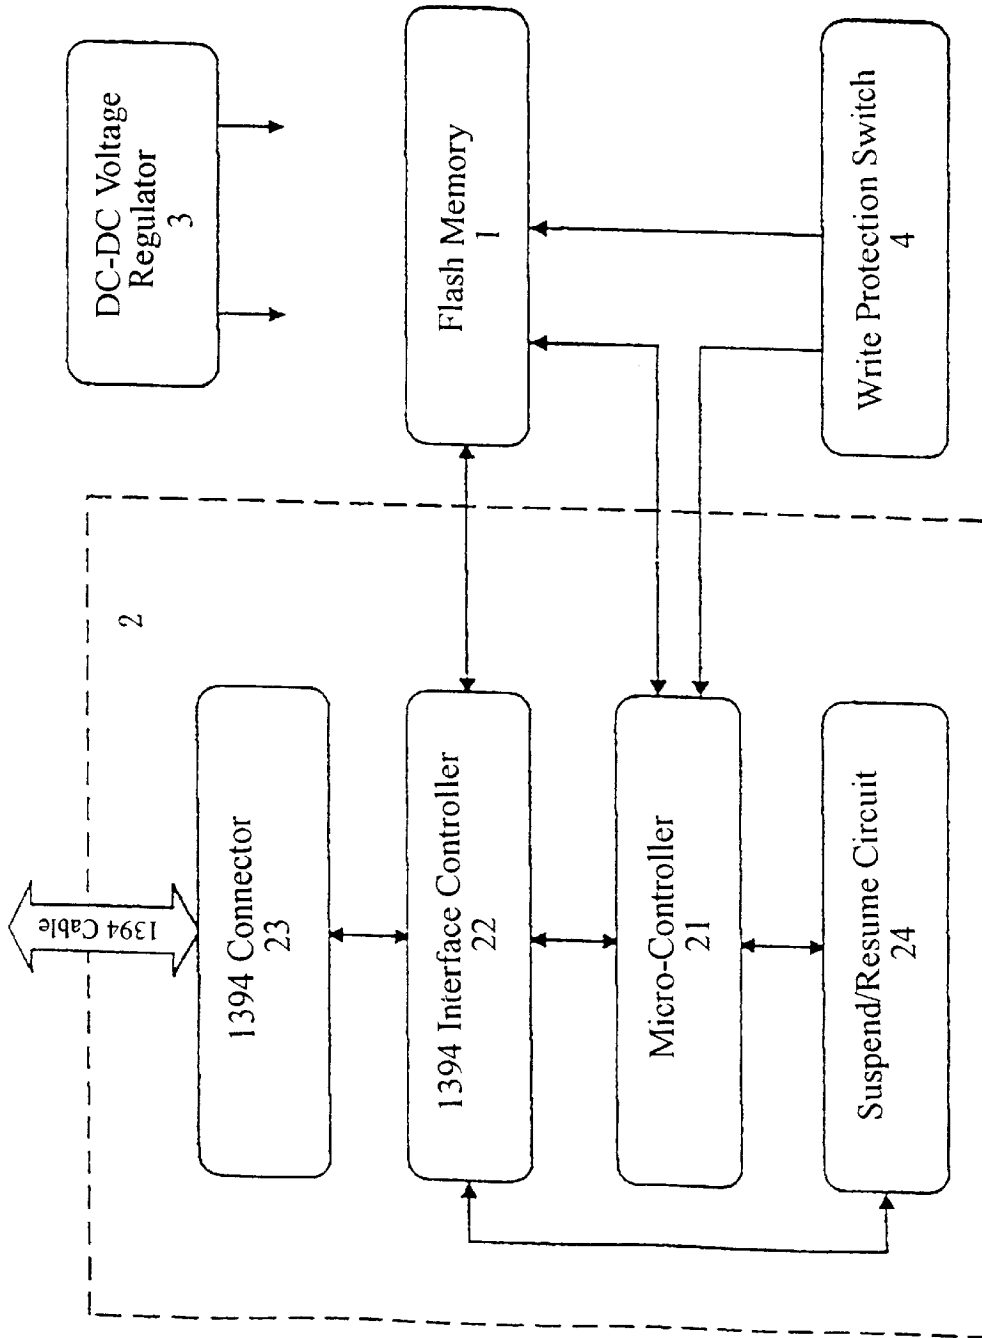 1394 Cable
2
1394 Connector
23
1394 Interface Controller
22
Micro-Controller
21
Suspend/Resume Circuit
24
DC-DC Voltage
Regulator
3
Flash Memory
1
Write Protection Switch
4